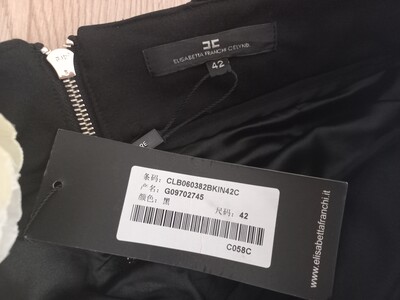 ELISABETTA FRANCHI CELYN B.
42
条码: CLB060382BKIN42C
产名: G09702745
颜色: 黑
尺码: 42
C058C
www.elisabettafranchi.it